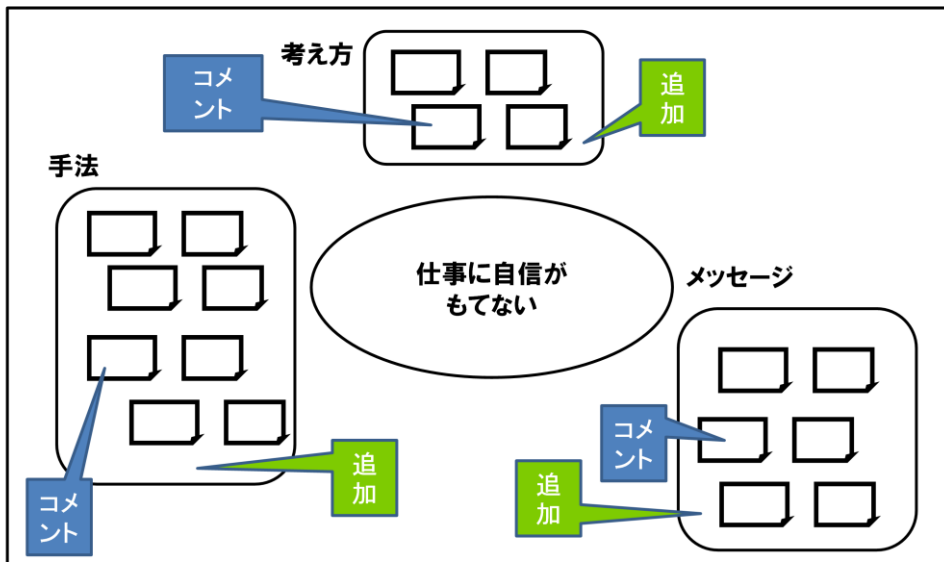 考え方
コメ
ント
追
加
手法
仕事に自信が
もてない
メッセージ
コメ
ント
追
加
追
加
コメ
ント